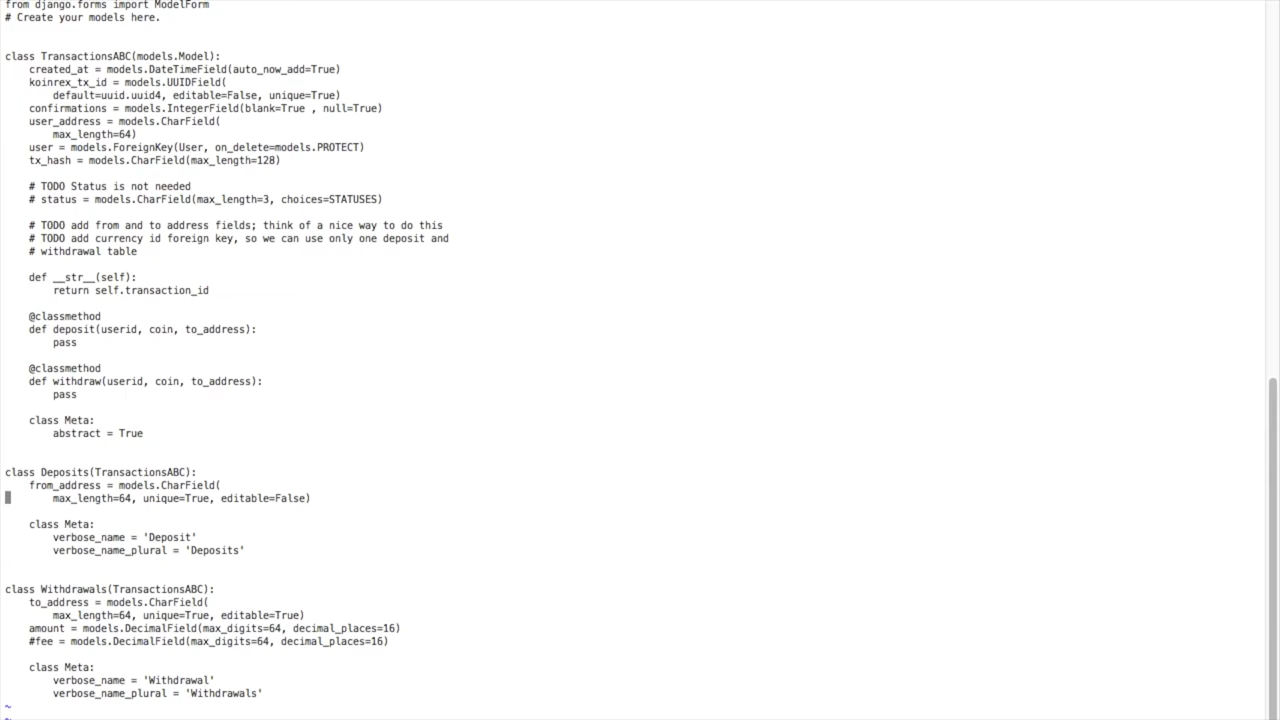 from django.forms import ModelForm
# Create your models here.
class TransactionsABC(models.Model):
    created_at = models.DateTimeField(auto_now_add=True)
    koinrex_tx_id = models.UUIDField(
        default=uuid.uuid4, editable=False, unique=True)
    confirmations = models.IntegerField(blank=True , null=True)
    user_address = models.CharField(
        max_length=64)
    user = models.ForeignKey(User, on_delete=models.PROTECT)
    tx_hash = models.CharField(max_length=128)
    # TODO Status is not needed
    # status = models.CharField(max_length=3, choices=STATUSES)
    # TODO add from and to address fields; think of a nice way to do this
    # TODO add currency id foreign key, so we can use only one deposit and
    # withdrawal table
    def __str__(self):
        return self.transaction_id
    @classmethod
    def deposit(userid, coin, to_address):
        pass
    @classmethod
    def withdraw(userid, coin, to_address):
        pass
    class Meta:
        abstract = True
class Deposits(TransactionsABC):
    from_address = models.CharField(
        max_length=64, unique=True, editable=False)
    class Meta:
        verbose_name = 'Deposit'
        verbose_name_plural = 'Deposits'
class Withdrawals(TransactionsABC):
    to_address = models.CharField(
        max_length=64, unique=True, editable=True)
    amount = models.DecimalField(max_digits=64, decimal_places=16)
    #fee = models.DecimalField(max_digits=64, decimal_places=16)
    class Meta:
        verbose_name = 'Withdrawal'
        verbose_name_plural = 'Withdrawals'
~
~